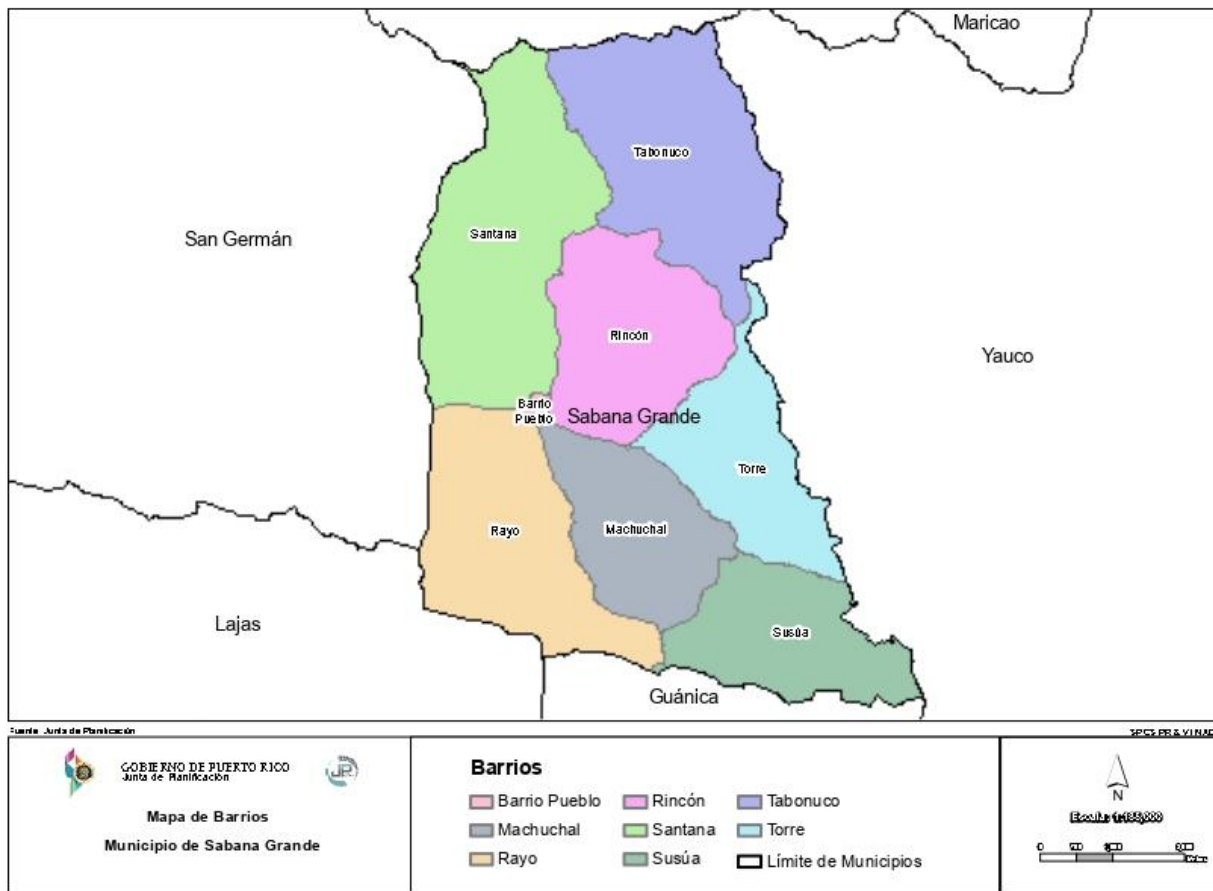 Maricao
Tabonuco
San Germán
Santana
Rincón
Yauco
Barrio
Pueblo
Sabana Grande
Torre
Rayo
Machuchal
Lajas
Susúa
Guánica
Fuente: Junta de Planificación
GOBIERNO DE PUERTO RICO
Junta de Planificación
JP
Mapa de Barrios
Municipio de Sabana Grande
Barrios
Barrio Pueblo
Rincón
Tabonuco
Machuchal
Santana
Torre
Rayo
Susúa
Límite de Municipios
N
0